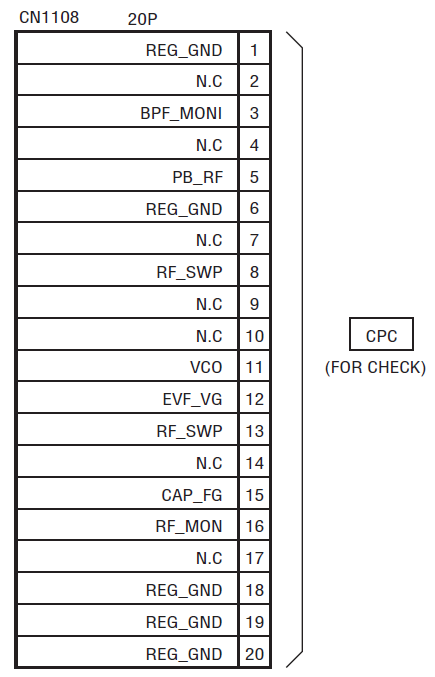 CN1108 20P
REG_GND 1
N.C 2
BPF_MONI 3
N.C 4
PB_RF 5
REG_GND 6
N.C 7
RF_SWP 8
N.C 9
N.C 10
VCO 11
EVF_VG 12
RF_SWP 13
N.C 14
CAP_FG 15
RF_MON 16
N.C 17
REG_GND 18
REG_GND 19
REG_GND 20
CPC
(FOR CHECK)